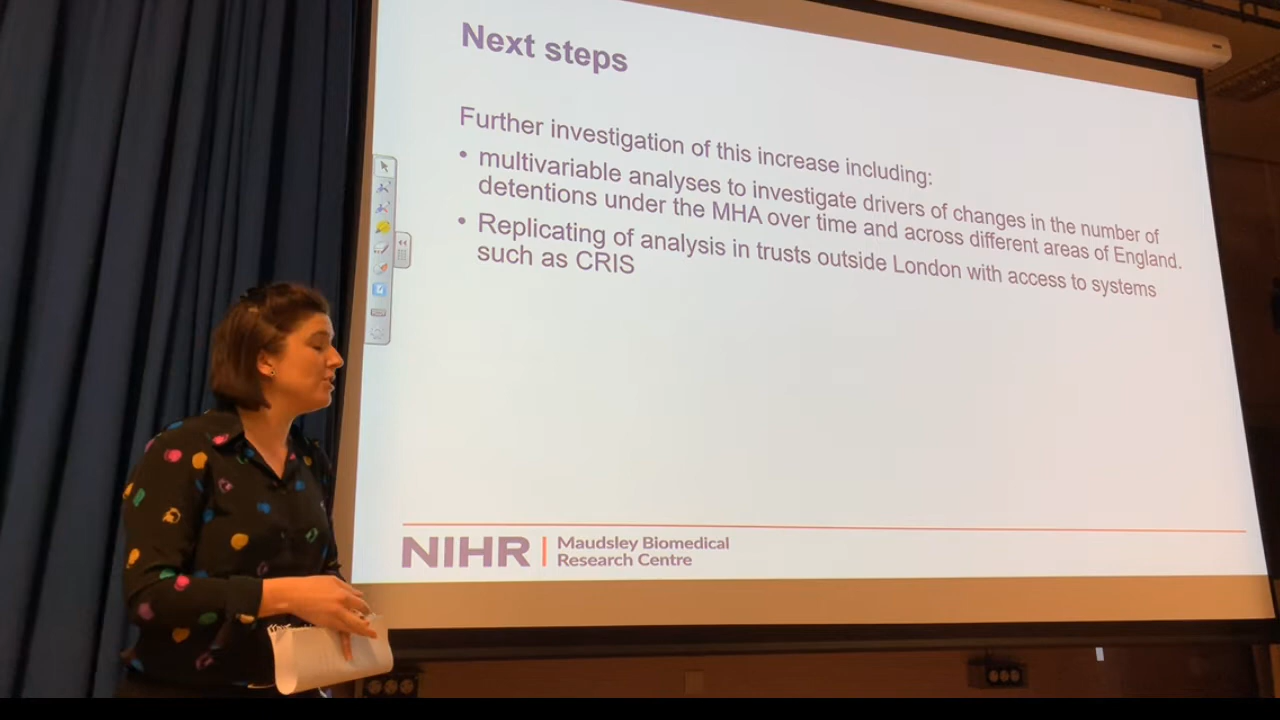 Next steps
Further investigation of this increase including:
• multivariable analyses to investigate drivers of changes in the number of
detentions under the MHA over time and across different areas of England.
• Replicating of analysis in trusts outside London with access to systems
such as CRIS
NIHR | Maudsley Biomedical
Research Centre